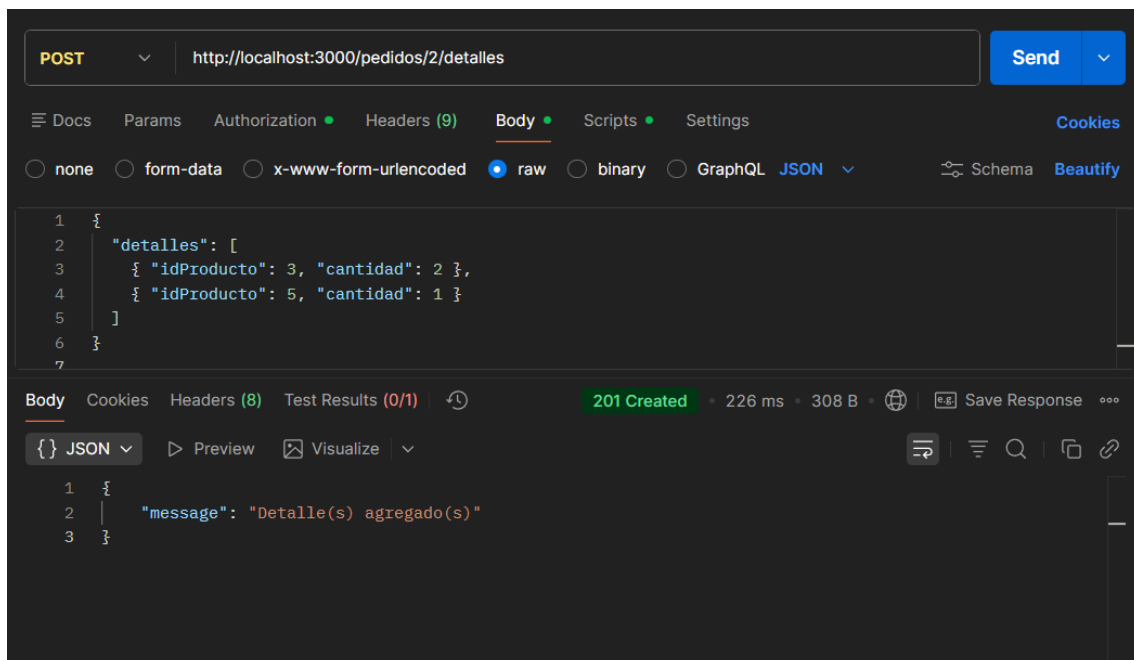 POST http://localhost:3000/pedidos/2/detalles Send
Docs Params Authorization Headers (9) Body Scripts Settings Cookies
none form-data x-www-form-urlencoded raw binary GraphQL JSON Schema Beautify
1 {
2 "detalles": [
3 { "idProducto": 3, "cantidad": 2 },
4 { "idProducto": 5, "cantidad": 1 }
5 ]
6 }
7
Body Cookies Headers (8) Test Results (0/1) 201 Created 226 ms 308 B e.g. Save Response
{} JSON Preview Visualize
1 {
2 "message": "Detalle(s) agregado(s)"
3 }